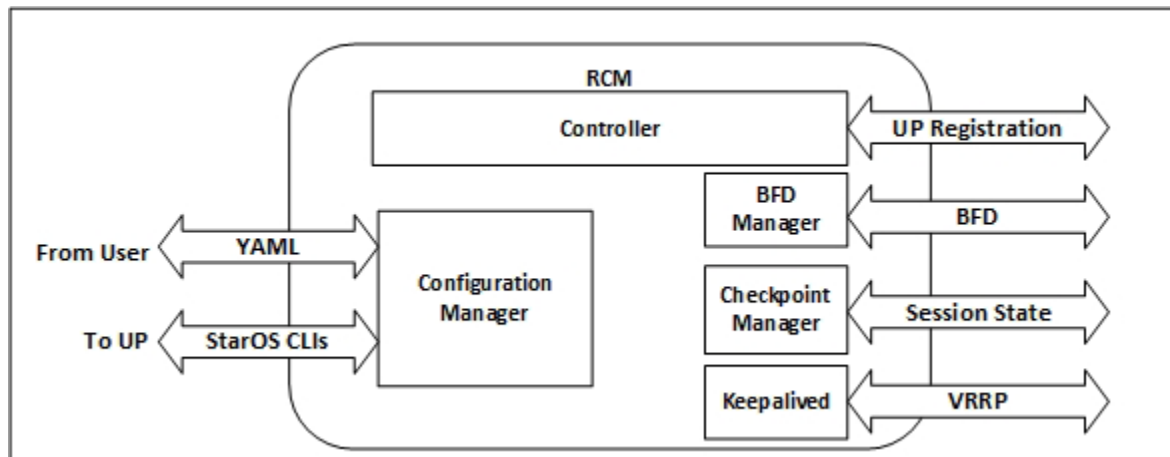 RCM
Controller
UP Registration
BFD
Manager
BFD
From User
YAML
Configuration
Manager
Checkpoint
Manager
Session State
To UP
StarOS CLIs
Keepalived
VRRP